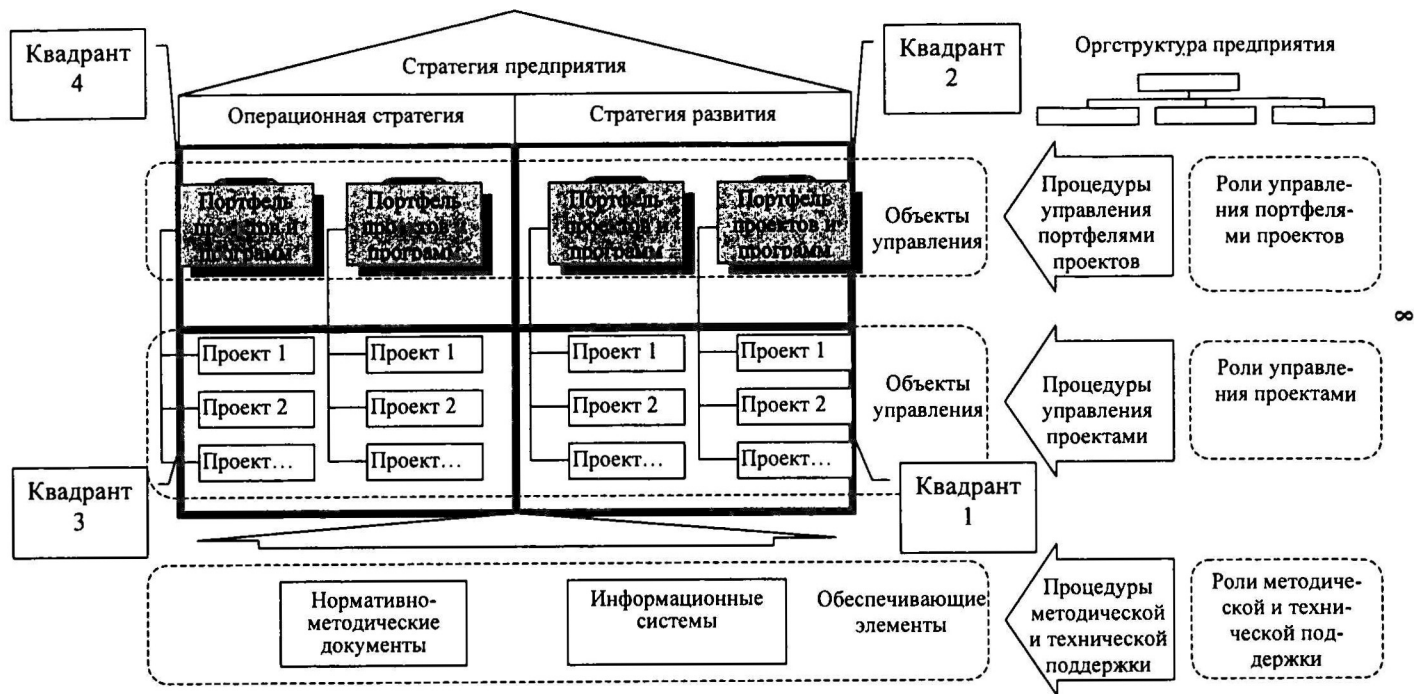 Квадрант
4
Стратегия предприятия
Квадрант
2
Оргструктура предприятия
Операционная стратегия
Стратегия развития
Портфель
проектов и
программ
Портфель
проектов и
программ
Портфель
проектов и
программ
Портфель
проектов и
программ
Объекты
управления
Процедуры
управления
портфелями
проектов
Роли управле-
ния портфеля-
ми проектов
8
Проект 1
Проект 2
Проект...
Проект 1
Проект 2
Проект...
Проект 1
Проект 2
Проект...
Проект 1
Проект 2
Проект...
Объекты
управления
Процедуры
управления
проектами
Роли управле-
ния проектами
Квадрант
3
Квадрант
1
Нормативно-
методические
документы
Информационные
системы
Обеспечивающие
элементы
Процедуры
методической
и технической
поддержки
Роли методиче-
ской и техни-
ческой под-
держки